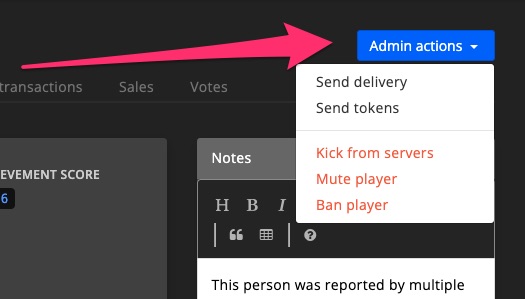 Admin actions
Send delivery
Send tokens
Kick from servers
Mute player
Ban player
transactions Sales Votes
EVEMENT SCORE
6
Notes
H B I
This person was reported by multiple